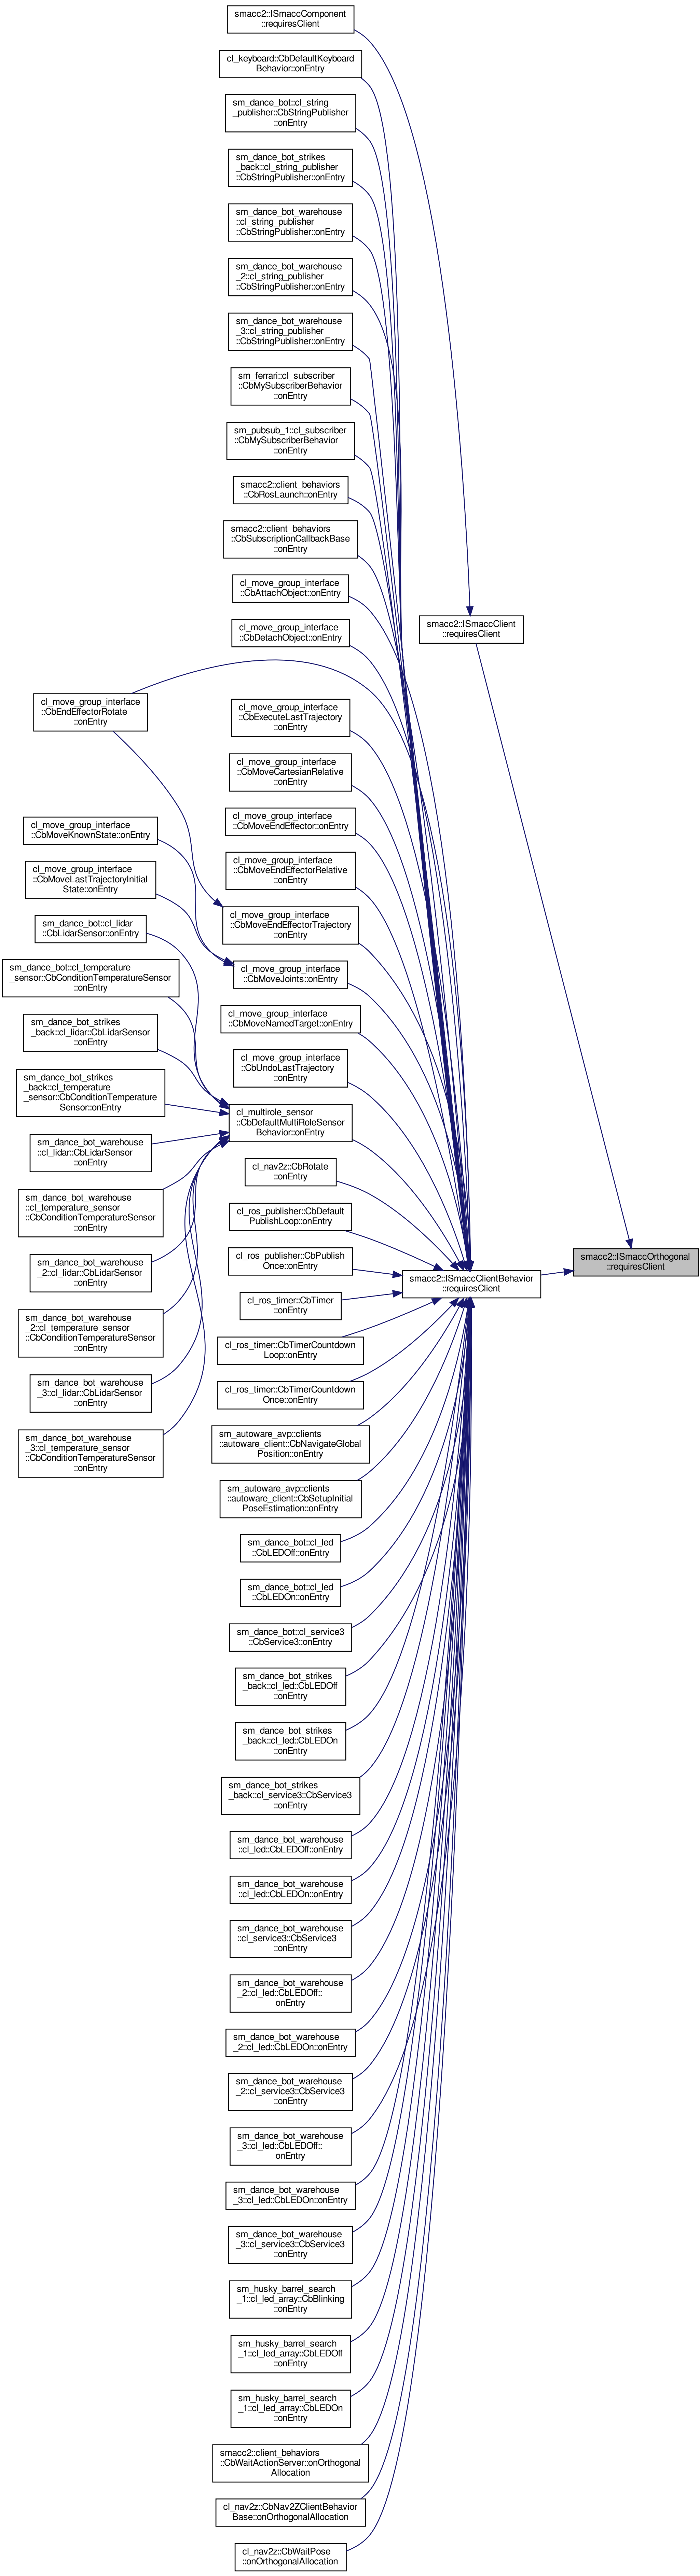 smacc2::ISmaccComponent
::requiresClient
cl_keyboard::CbDefaultKeyboard
Behavior::onEntry
sm_dance_bot::cl_string
_publisher::CbStringPublisher
::onEntry
sm_dance_bot_strikes
_back::cl_string_publisher
::CbStringPublisher::onEntry
sm_dance_bot_warehouse
::cl_string_publisher
::CbStringPublisher::onEntry
sm_dance_bot_warehouse
_2::cl_string_publisher
::CbStringPublisher::onEntry
sm_dance_bot_warehouse
_3::cl_string_publisher
::CbStringPublisher::onEntry
sm_ferrari::cl_subscriber
::CbMySubscriberBehavior
::onEntry
sm_pubsub_1::cl_subscriber
::CbMySubscriberBehavior
::onEntry
smacc2::client_behaviors
::CbRosLaunch::onEntry
smacc2::client_behaviors
::CbSubscriptionCallbackBase
::onEntry
cl_move_group_interface
::CbAttachObject::onEntry
cl_move_group_interface
::CbDetachObject::onEntry
smacc2::ISmaccClient
::requiresClient
cl_move_group_interface
::CbEndEffectorRotate
::onEntry
cl_move_group_interface
::CbExecuteLastTrajectory
::onEntry
cl_move_group_interface
::CbMoveCartesianRelative
::onEntry
cl_move_group_interface
::CbMoveEndEffector::onEntry
cl_move_group_interface
::CbMoveKnownState::onEntry
cl_move_group_interface
::CbMoveEndEffectorRelative
::onEntry
cl_move_group_interface
::CbMoveLastTrajectoryInitial
State::onEntry
cl_move_group_interface
::CbMoveEndEffectorTrajectory
::onEntry
sm_dance_bot::cl_lidar
::CbLidarSensor::onEntry
cl_move_group_interface
::CbMoveJoints::onEntry
sm_dance_bot::cl_temperature
_sensor::CbConditionTemperatureSensor
::onEntry
cl_move_group_interface
::CbMoveNamedTarget::onEntry
sm_dance_bot_strikes
_back::cl_lidar::CbLidarSensor
::onEntry
cl_move_group_interface
::CbUndoLastTrajectory
::onEntry
sm_dance_bot_strikes
_back::cl_temperature
_sensor::CbConditionTemperature
Sensor::onEntry
cl_multirole_sensor
::CbDefaultMultiRoleSensor
Behavior::onEntry
sm_dance_bot_warehouse
::cl_lidar::CbLidarSensor
::onEntry
cl_nav2z::CbRotate
::onEntry
sm_dance_bot_warehouse
::cl_temperature_sensor
::CbConditionTemperatureSensor
::onEntry
cl_ros_publisher::CbDefault
PublishLoop::onEntry
cl_ros_publisher::CbPublish
Once::onEntry
smacc2::ISmaccOrthogonal
::requiresClient
sm_dance_bot_warehouse
_2::cl_lidar::CbLidarSensor
::onEntry
smacc2::ISmaccClientBehavior
::requiresClient
cl_ros_timer::CbTimer
::onEntry
sm_dance_bot_warehouse
_2::cl_temperature_sensor
::CbConditionTemperatureSensor
::onEntry
cl_ros_timer::CbTimerCountdown
Loop::onEntry
sm_dance_bot_warehouse
_3::cl_lidar::CbLidarSensor
::onEntry
cl_ros_timer::CbTimerCountdown
Once::onEntry
sm_dance_bot_warehouse
_3::cl_temperature_sensor
::CbConditionTemperatureSensor
::onEntry
sm_autoware_avp::clients
::autoware_client::CbNavigateGlobal
Position::onEntry
sm_autoware_avp::clients
::autoware_client::CbSetupInitial
PoseEstimation::onEntry
sm_dance_bot::cl_led
::CbLEDOff::onEntry
sm_dance_bot::cl_led
::CbLEDOn::onEntry
sm_dance_bot::cl_service3
::CbService3::onEntry
sm_dance_bot_strikes
_back::cl_led::CbLEDOff
::onEntry
sm_dance_bot_strikes
_back::cl_led::CbLEDOn
::onEntry
sm_dance_bot_strikes
_back::cl_service3::CbService3
::onEntry
sm_dance_bot_warehouse
::cl_led::CbLEDOff::onEntry
sm_dance_bot_warehouse
::cl_led::CbLEDOn::onEntry
sm_dance_bot_warehouse
::cl_service3::CbService3
::onEntry
sm_dance_bot_warehouse
_2::cl_led::CbLEDOff::
onEntry
sm_dance_bot_warehouse
_2::cl_led::CbLEDOn::onEntry
sm_dance_bot_warehouse
_2::cl_service3::CbService3
::onEntry
sm_dance_bot_warehouse
_3::cl_led::CbLEDOff::
onEntry
sm_dance_bot_warehouse
_3::cl_led::CbLEDOn::onEntry
sm_dance_bot_warehouse
_3::cl_service3::CbService3
::onEntry
sm_husky_barrel_search
_1::cl_led_array::CbBlinking
::onEntry
sm_husky_barrel_search
_1::cl_led_array::CbLEDOff
::onEntry
sm_husky_barrel_search
_1::cl_led_array::CbLEDOn
::onEntry
smacc2::client_behaviors
::CbWaitActionServer::onOrthogonal
Allocation
cl_nav2z::CbNav2ZClientBehavior
Base::onOrthogonalAllocation
cl_nav2z::CbWaitPose
::onOrthogonalAllocation